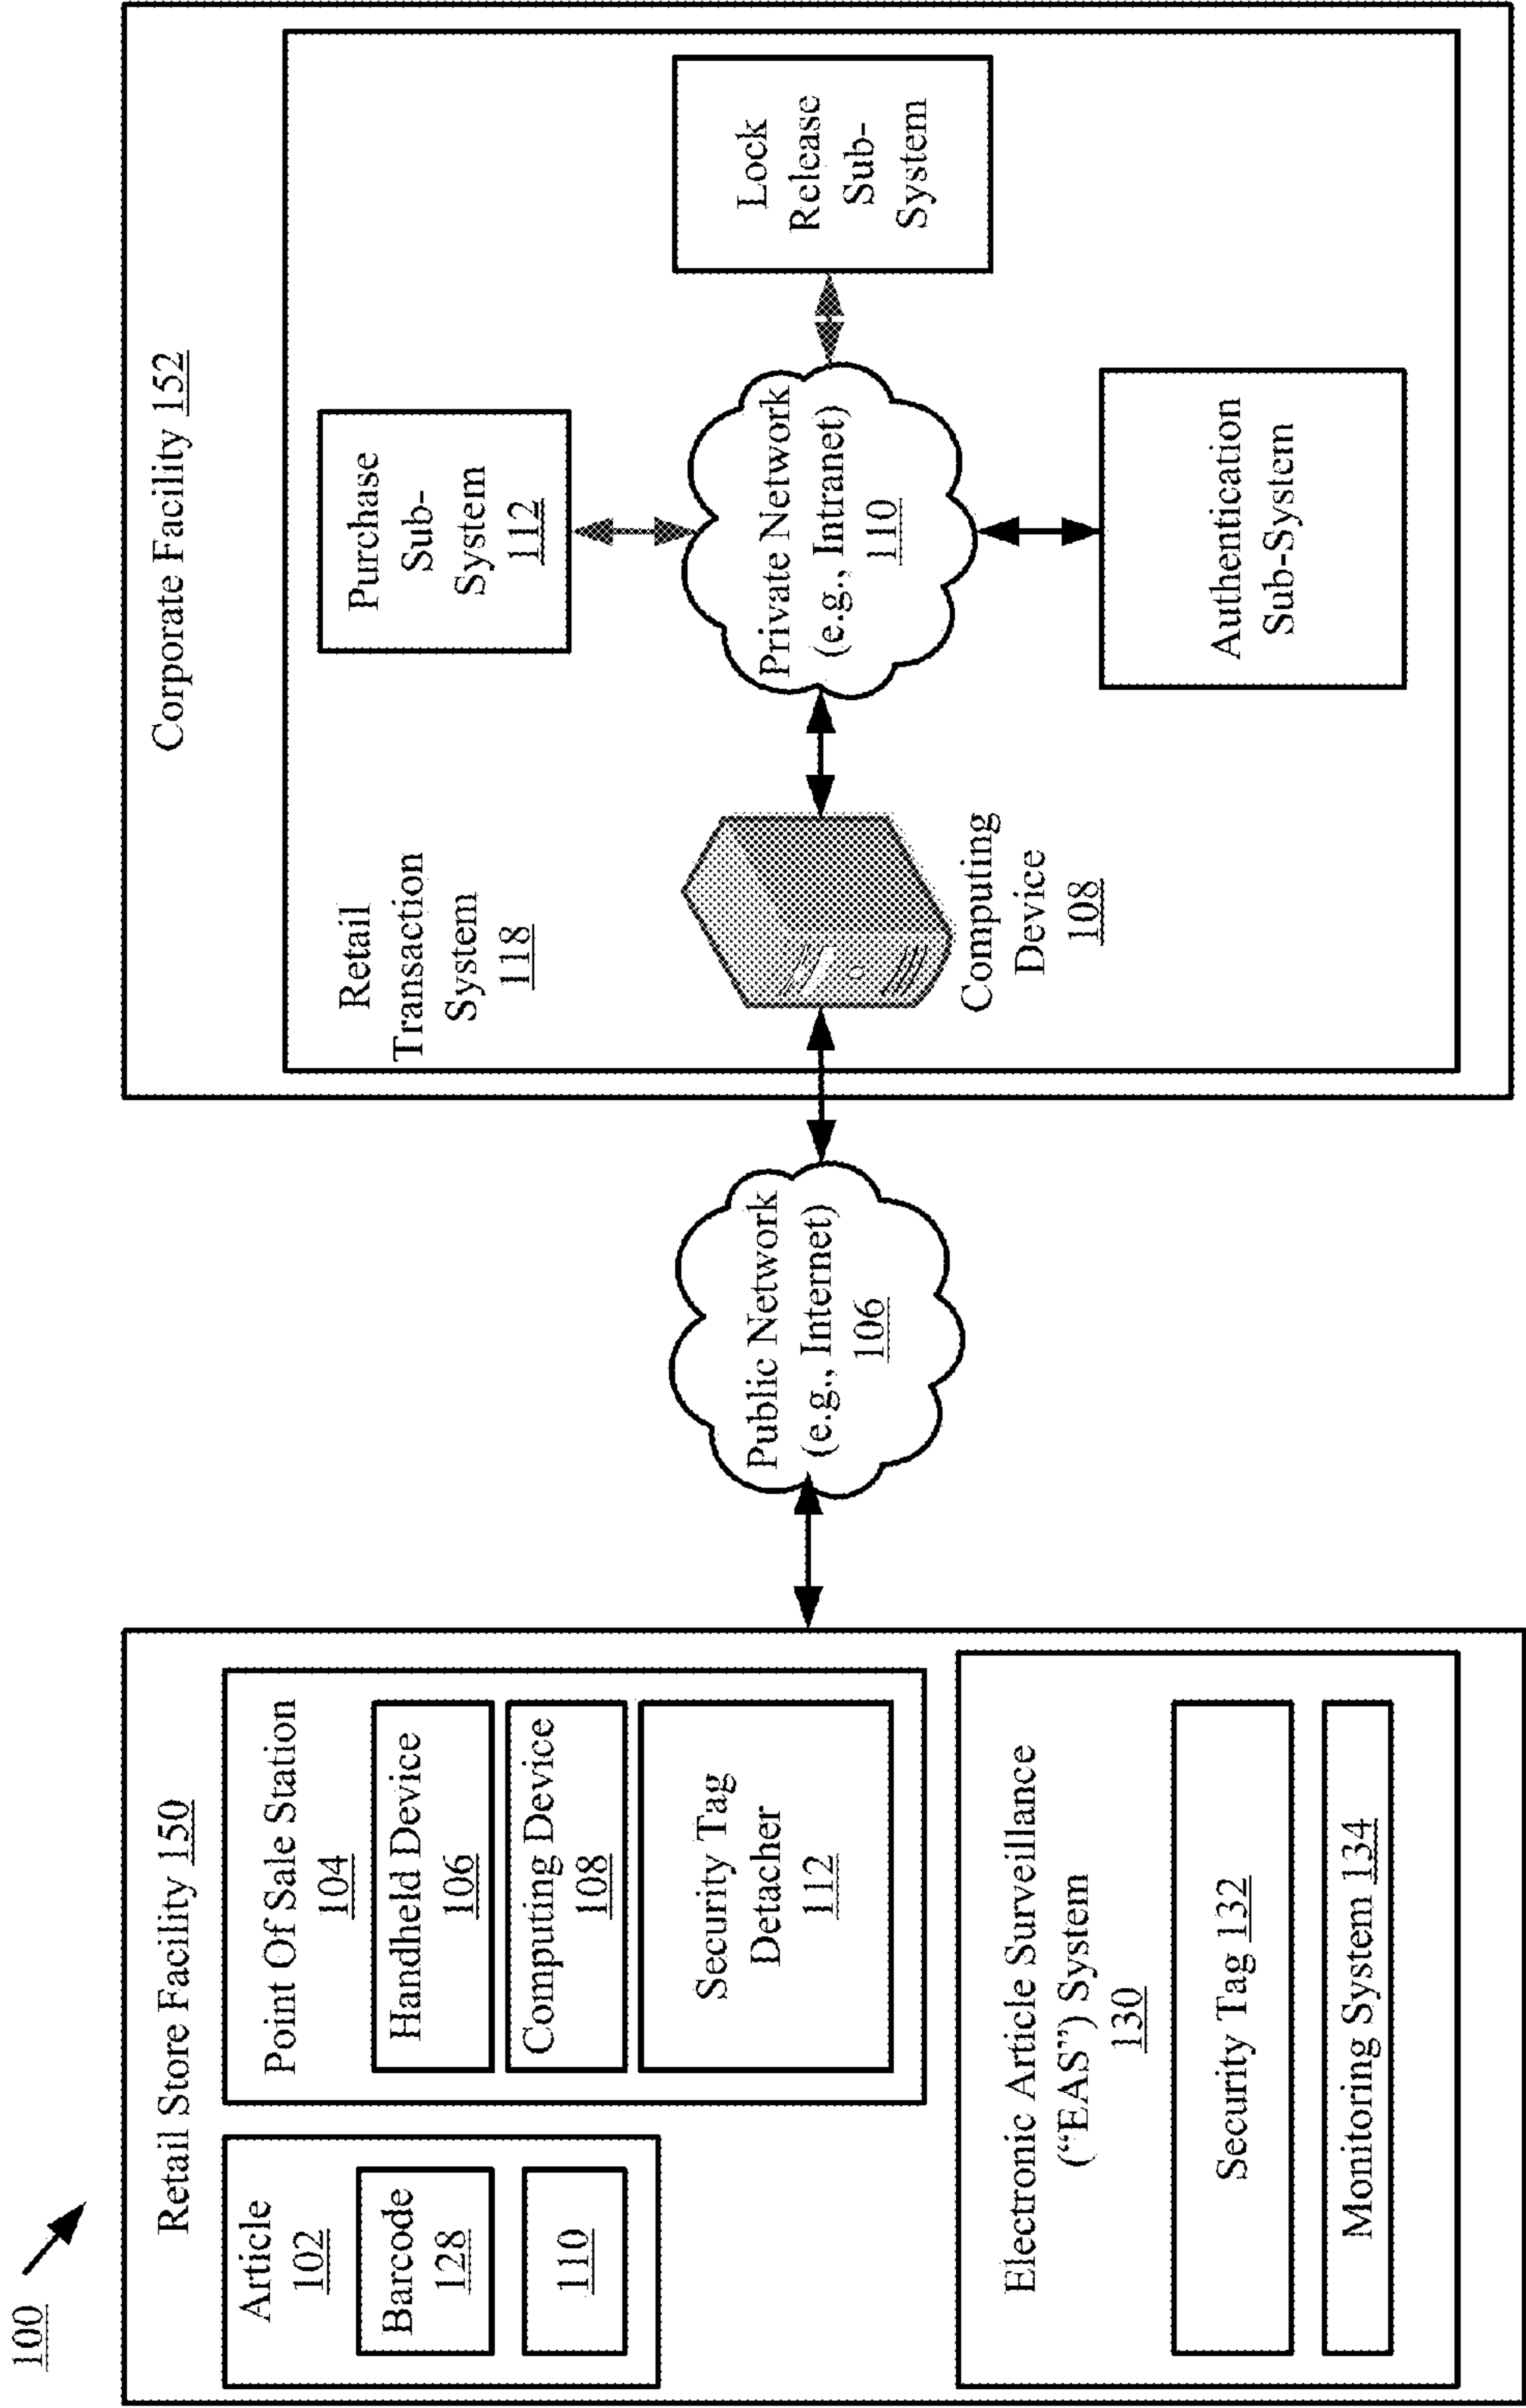 100
Retail Store Facility 150
Article
102
Barcode
128
110
Point Of Sale Station
104
Handheld Device
106
Computing Device
108
Security Tag
Detacher
112
Electronic Article Surveillance
(“EAS”) System
130
Security Tag 132
Monitoring System 134
Public Network
(e.g., Internet)
106
Corporate Facility 152
Retail
Transaction
System
118
Computing
Device
108
Purchase
Sub-
System
112
Private Network
(e.g., Intranet)
110
Lock
Release
Sub-
System
Authentication
Sub-System